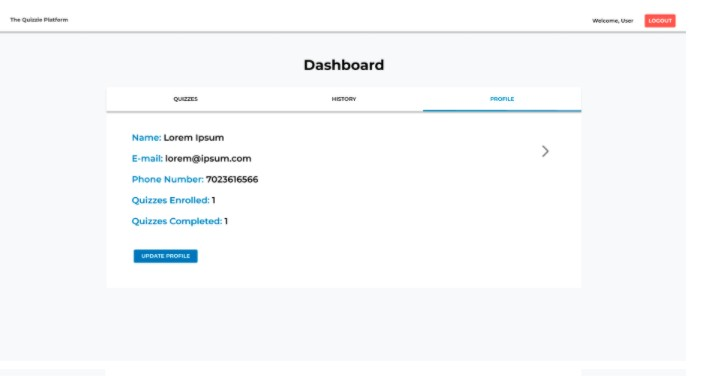 The Quizzie Platform
Welcome, User
LOGOUT
Dashboard
QUIZZES
HISTORY
PROFILE
Name: Lorem Ipsum
E-mail: lorem@ipsum.com
Phone Number: 7023616566
Quizzes Enrolled: 1
Quizzes Completed: 1
UPDATE PROFILE